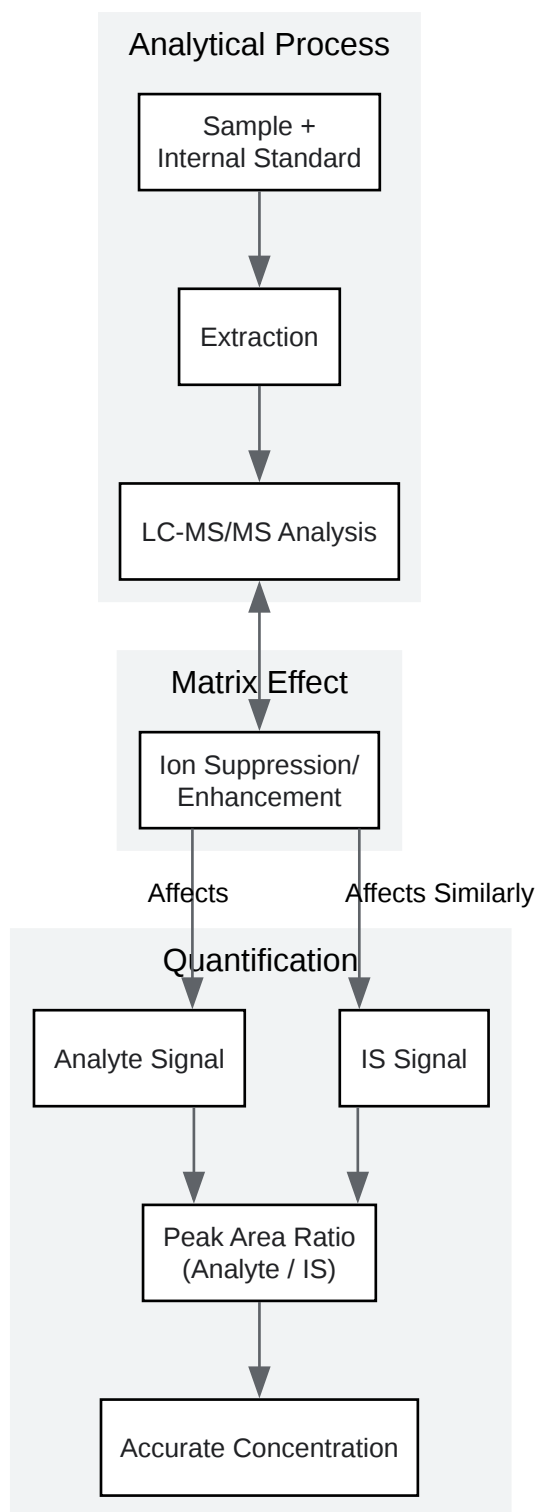 Analytical Process
Sample +
Internal Standard
Extraction
LC-MS/MS Analysis
Matrix Effect
Ion Suppression/
Enhancement
Affects
Affects Similarly
Quantification
Analyte Signal
IS Signal
Peak Area Ratio
(Analyte / IS)
Accurate Concentration